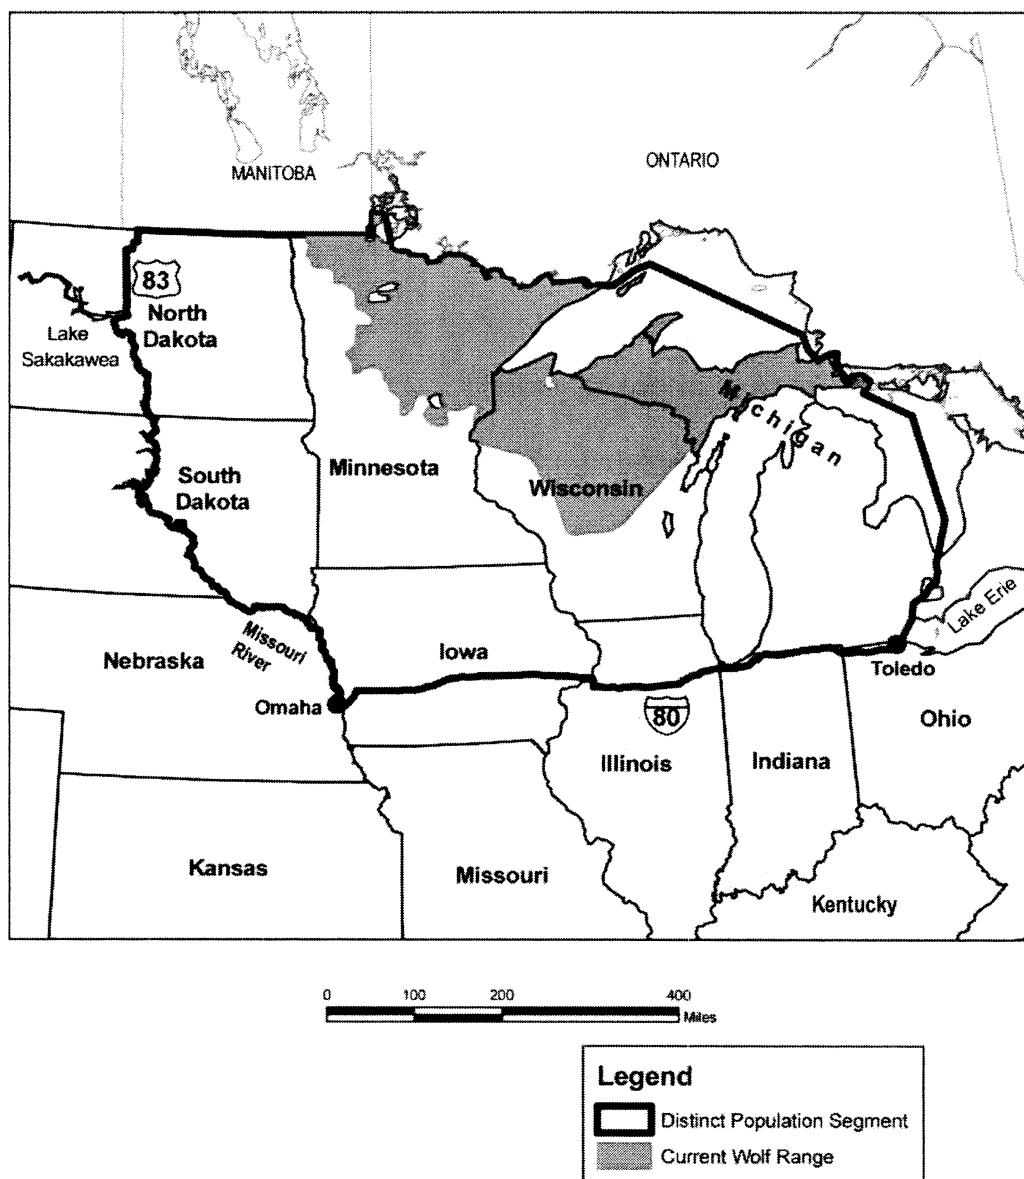 MANITOBA
ONTARIO
83
North
Dakota
Lake
Sakakawea
Michigan
South
Dakota
Minnesota
Wisconsin
Lake Erie
Missouri
River
Nebraska
Iowa
Toledo
Omaha
80
Ohio
Illinois
Indiana
Kansas
Missouri
Kentucky
0 100 200 400
Miles
Legend
Distinct Population Segment
Current Wolf Range